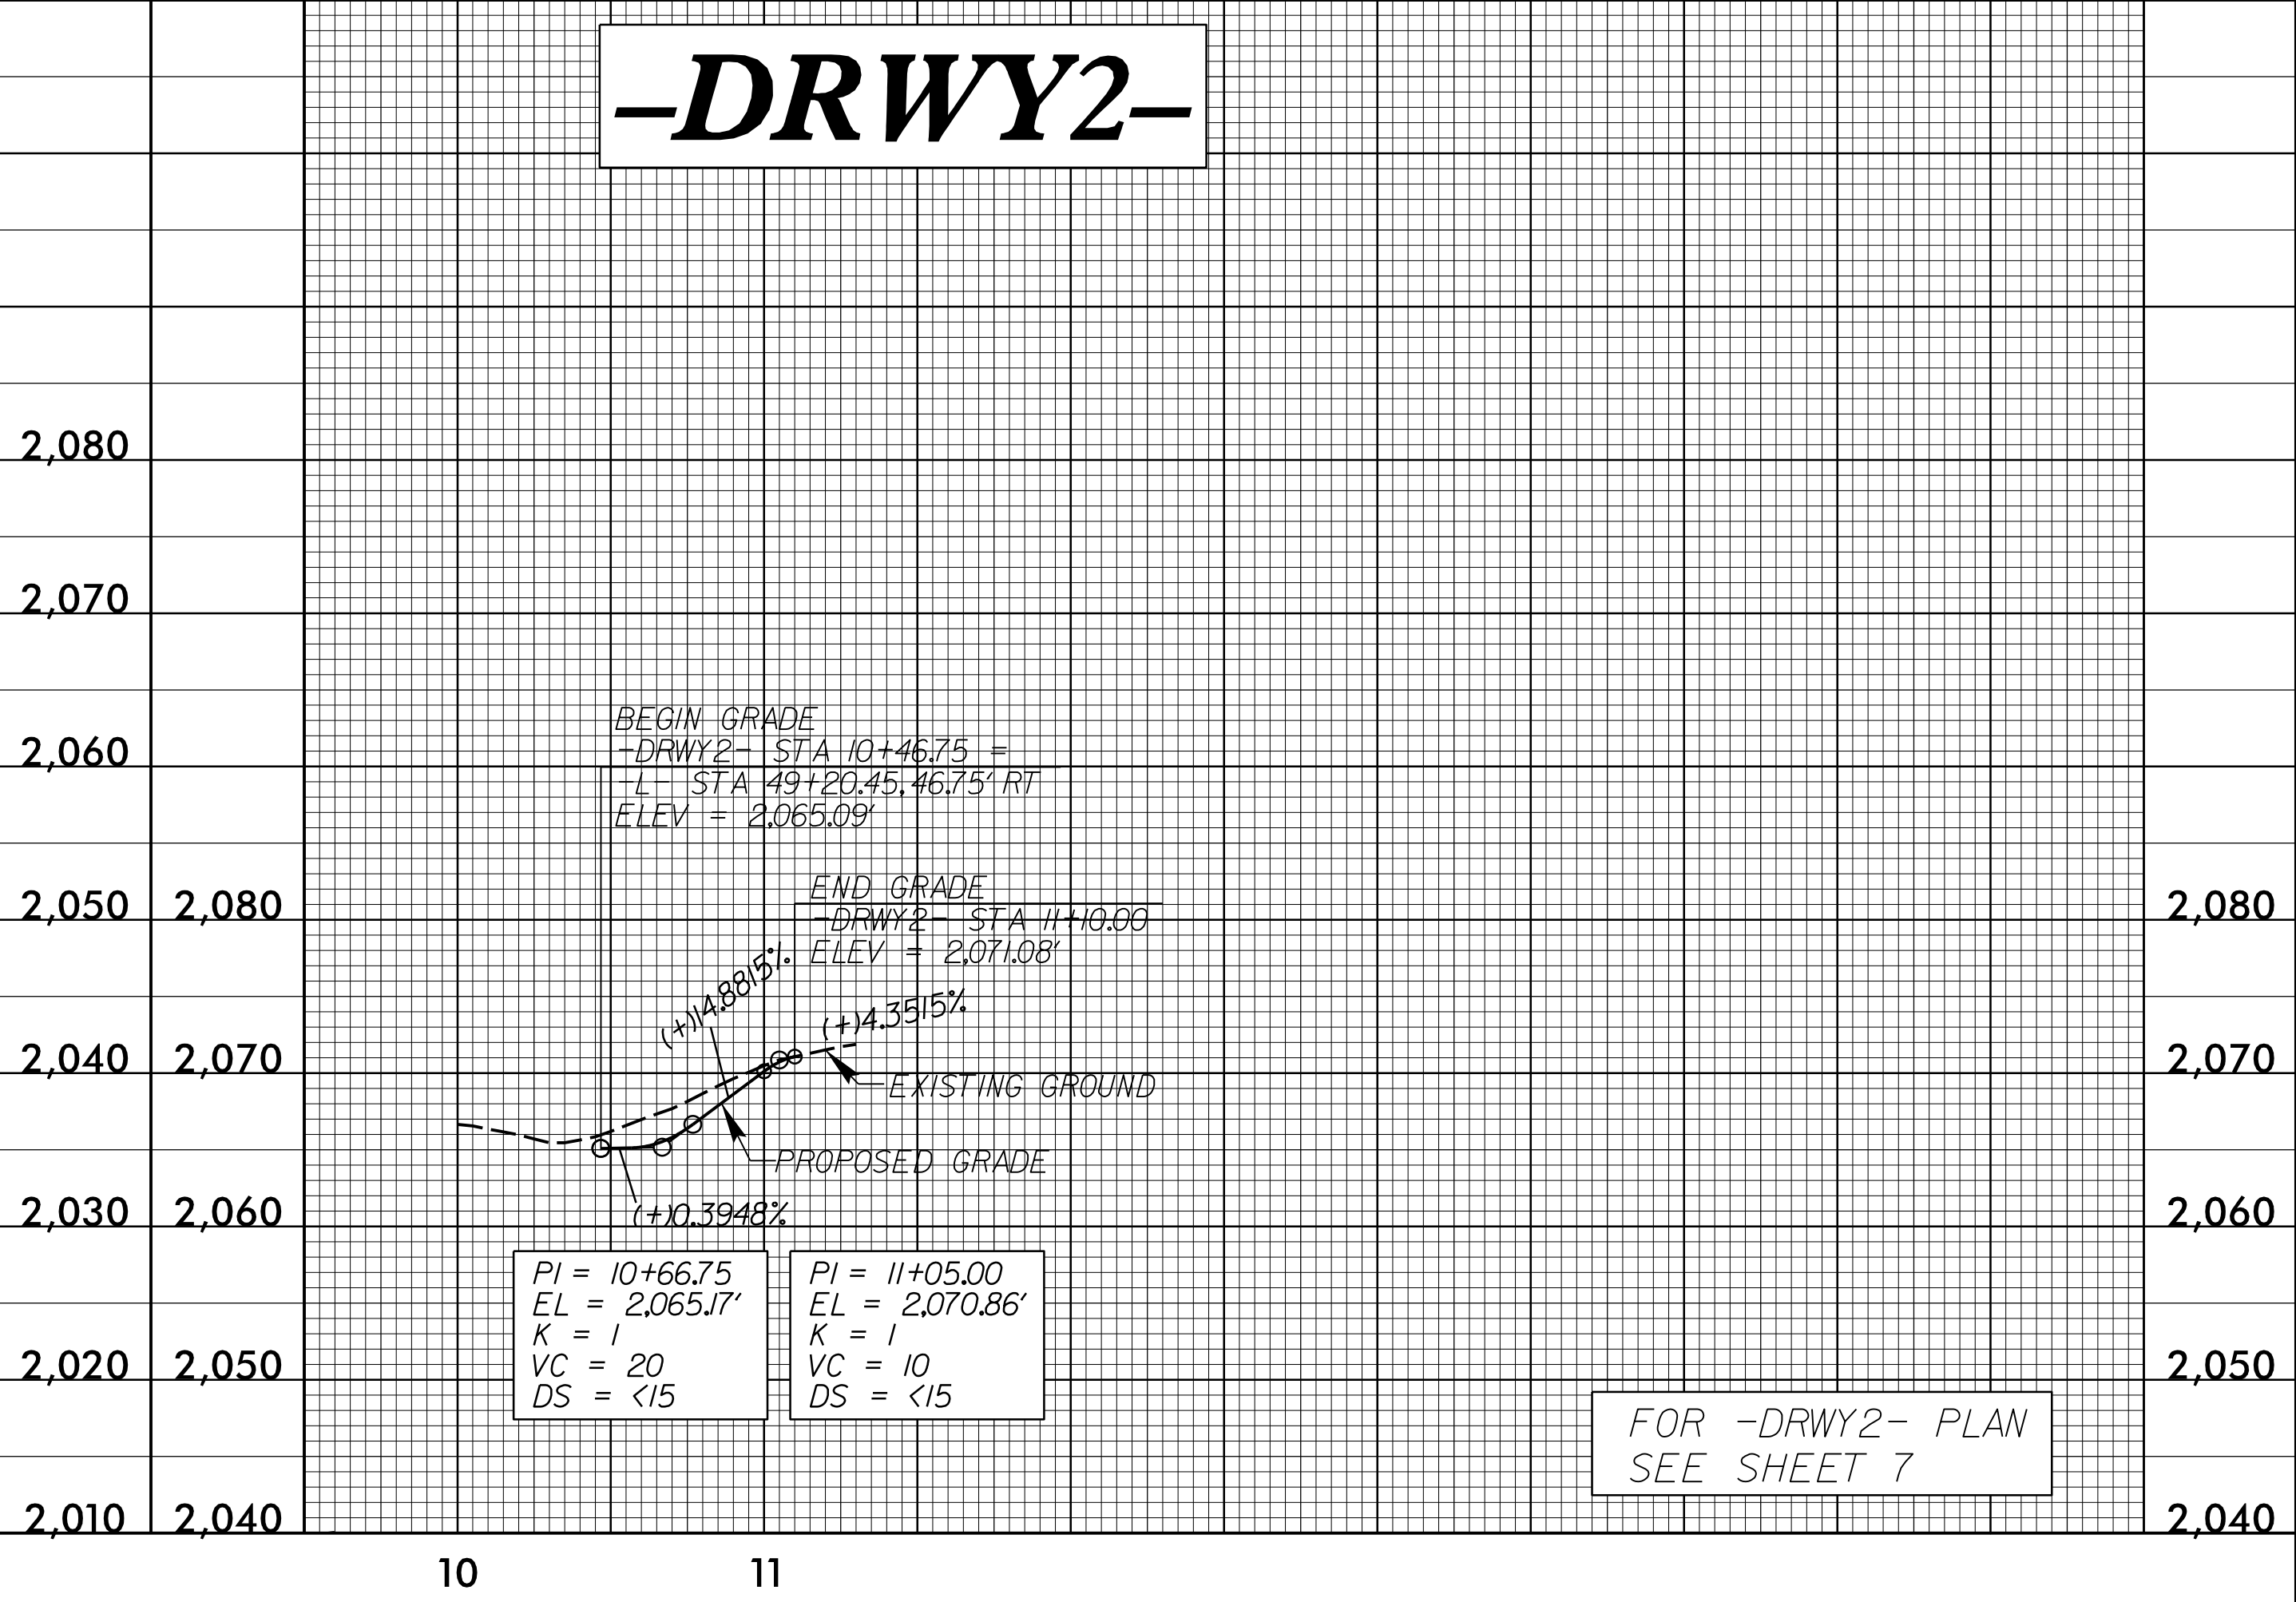 -DRWY2-
2,080
2,070
BEGIN GRADE
2,060
-DRWY2- STA 10+46.75 =
-L- STA 49+20.45, 46.75' RT
ELEV = 2,065.09'
END GRADE
2,050 2,080 2,080
-DRWY2- STA 11+10.00
ELEV = 2,071.08'
(+)14.8815%
(+)4.3515%
2,040 2,070 2,070
EXISTING GROUND
PROPOSED GRADE
2,030 2,060 2,060
(+)0.3948%
PI = 10+66.75
EL = 2,065.17'
K = 1
VC = 20
DS = <15
PI = 11+05.00
EL = 2,070.86'
K = 1
VC = 10
DS = <15
2,020 2,050 2,050
FOR -DRWY2- PLAN
SEE SHEET 7
2,010 2,040 2,040
10 11